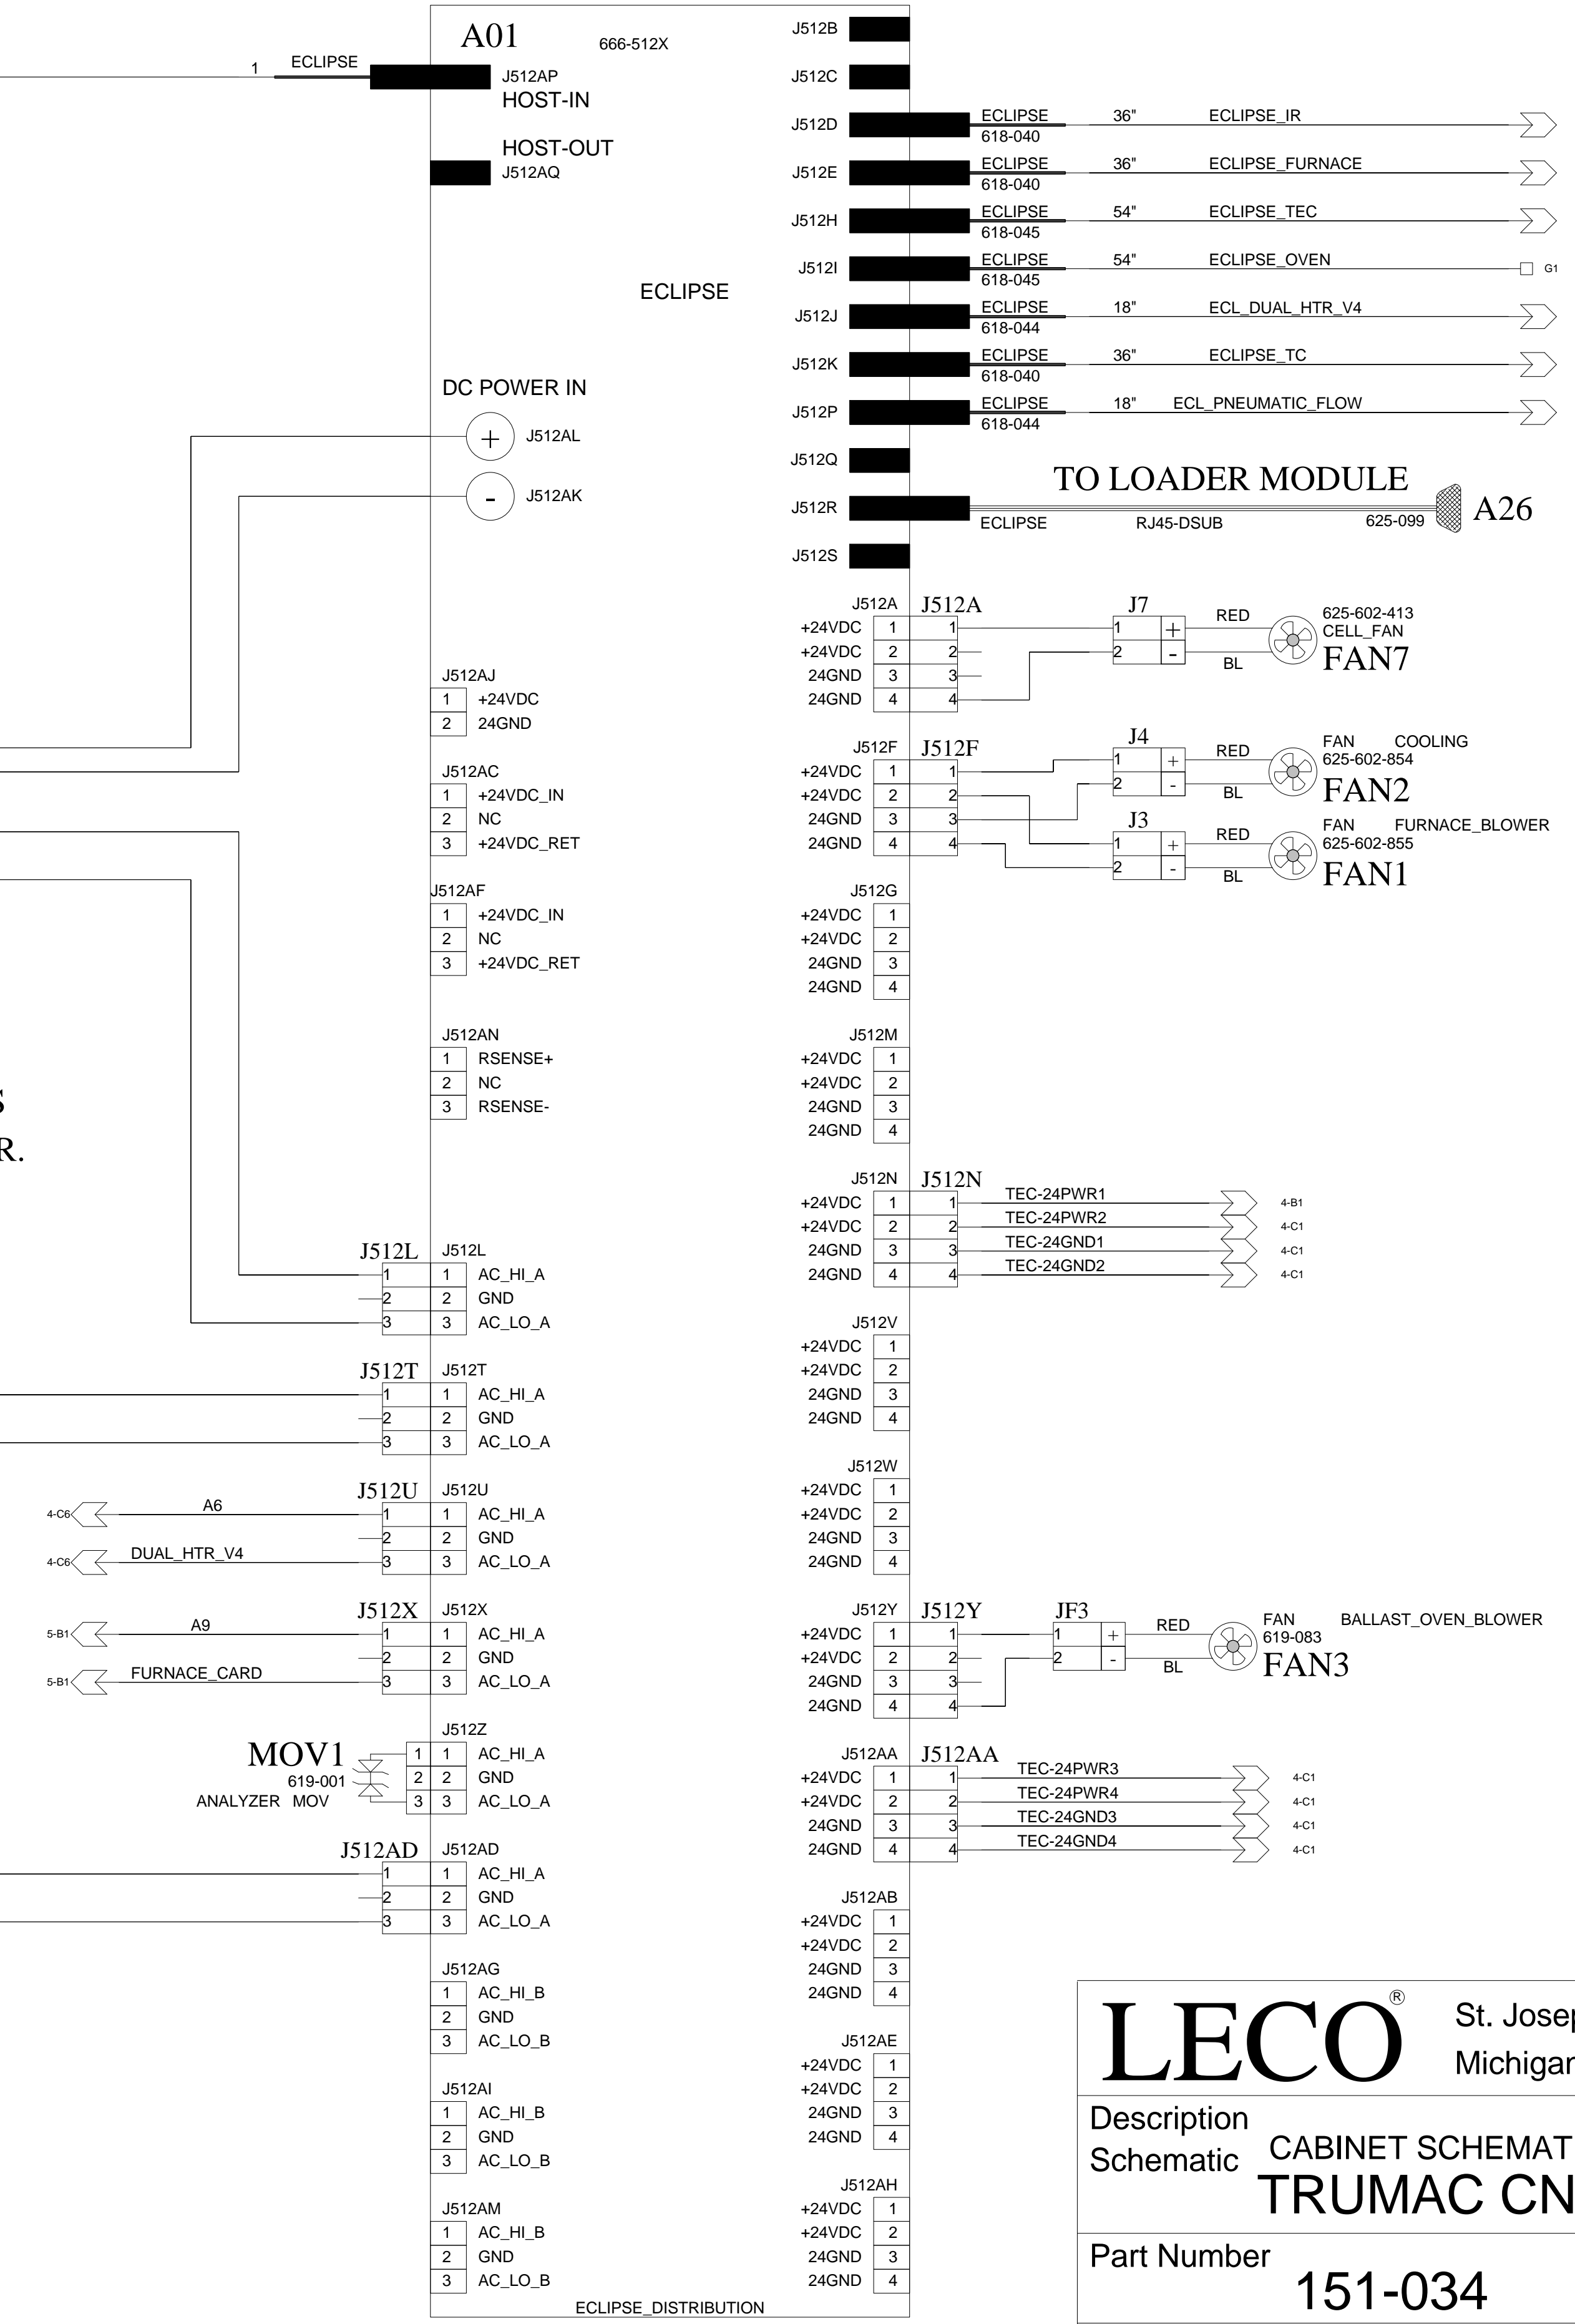 A01
666-512X
1
ECLIPSE
J512AP
HOST-IN
HOST-OUT
J512AQ
ECLIPSE
DC POWER IN
+
J512AL
-
J512AK
J512AJ
1 +24VDC
2 24GND
J512AC
1 +24VDC_IN
2 NC
3 +24VDC_RET
J512AF
1 +24VDC_IN
2 NC
3 +24VDC_RET
J512AN
1 RSENSE+
2 NC
3 RSENSE-
S
R.
J512L J512L
1 1 AC_HI_A
2 2 GND
3 3 AC_LO_A
J512T J512T
1 1 AC_HI_A
2 2 GND
3 3 AC_LO_A
J512U J512U
4-C6 A6 1 1 AC_HI_A
2 2 GND
4-C6 DUAL_HTR_V4 3 3 AC_LO_A
J512X J512X
5-B1 A9 1 1 AC_HI_A
2 2 GND
5-B1 FURNACE_CARD 3 3 AC_LO_A
J512Z
MOV1 1 1 AC_HI_A
619-001 2 2 GND
ANALYZER MOV 3 3 AC_LO_A
J512AD J512AD
1 1 AC_HI_A
2 2 GND
3 3 AC_LO_A
J512AG
1 AC_HI_B
2 GND
3 AC_LO_B
J512AI
1 AC_HI_B
2 GND
3 AC_LO_B
J512AM
1 AC_HI_B
2 GND
3 AC_LO_B
ECLIPSE_DISTRIBUTION
J512B
J512C
J512D ECLIPSE 36" ECLIPSE_IR
618-040
J512E ECLIPSE 36" ECLIPSE_FURNACE
618-040
J512H ECLIPSE 54" ECLIPSE_TEC
618-045
J512I ECLIPSE 54" ECLIPSE_OVEN G1
618-045
J512J ECLIPSE 18" ECL_DUAL_HTR_V4
618-044
J512K ECLIPSE 36" ECLIPSE_TC
618-040
J512P ECLIPSE 18" ECL_PNEUMATIC_FLOW
618-044
J512Q
TO LOADER MODULE
J512R ECLIPSE RJ45-DSUB 625-099 A26
J512S
J512A J512A J7
+24VDC 1 1 1 + RED 625-602-413
CELL_FAN
+24VDC 2 2 2 - BL FAN7
24GND 3 3
24GND 4 4
J512F J512F J4
+24VDC 1 1 1 + RED FAN COOLING
625-602-854
+24VDC 2 2 2 - BL FAN2
24GND 3 3 J3
24GND 4 4 1 + RED FAN FURNACE_BLOWER
625-602-855
2 - BL FAN1
J512G
+24VDC 1
+24VDC 2
24GND 3
24GND 4
J512M
+24VDC 1
+24VDC 2
24GND 3
24GND 4
J512N J512N
+24VDC 1 1 TEC-24PWR1 4-B1
+24VDC 2 2 TEC-24PWR2 4-C1
24GND 3 3 TEC-24GND1 4-C1
24GND 4 4 TEC-24GND2 4-C1
J512V
+24VDC 1
+24VDC 2
24GND 3
24GND 4
J512W
+24VDC 1
+24VDC 2
24GND 3
24GND 4
J512Y J512Y JF3
+24VDC 1 1 1 + RED FAN BALLAST_OVEN_BLOWER
619-083
+24VDC 2 2 2 - BL FAN3
24GND 3 3
24GND 4 4
J512AA J512AA
+24VDC 1 1 TEC-24PWR3 4-C1
+24VDC 2 2 TEC-24PWR4 4-C1
24GND 3 3 TEC-24GND3 4-C1
24GND 4 4 TEC-24GND4 4-C1
J512AB
+24VDC 1
+24VDC 2
24GND 3
24GND 4
J512AE
+24VDC 1
+24VDC 2
24GND 3
24GND 4
J512AH
+24VDC 1
+24VDC 2
24GND 3
24GND 4
LECO® St. Josep
Michigan
Description
Schematic CABINET SCHEMAT
TRUMAC CN
Part Number
151-034